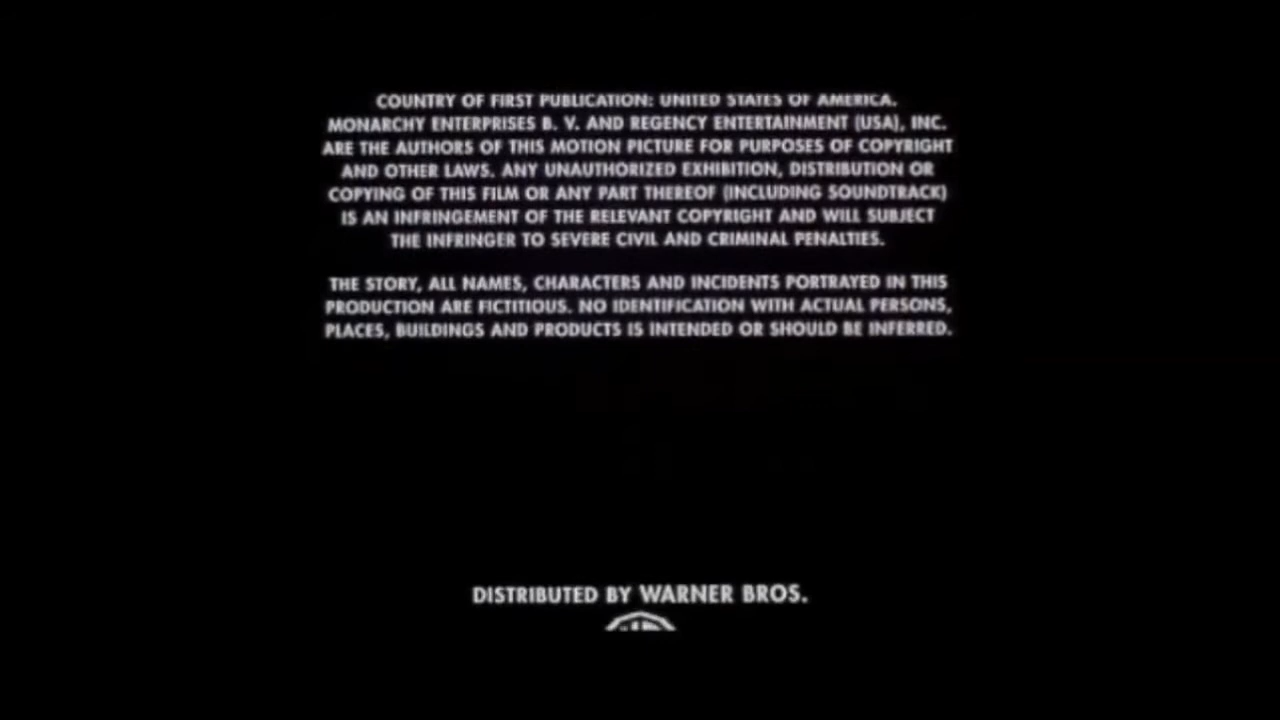 COUNTRY OF FIRST PUBLICATION: UNITED STATES OF AMERICA.
MONARCHY ENTERPRISES B. V. AND REGENCY ENTERTAINMENT (USA), INC.
ARE THE AUTHORS OF THIS MOTION PICTURE FOR PURPOSES OF COPYRIGHT
AND OTHER LAWS. ANY UNAUTHORIZED EXHIBITION, DISTRIBUTION OR
COPYING OF THIS FILM OR ANY PART THEREOF (INCLUDING SOUNDTRACK)
IS AN INFRINGEMENT OF THE RELEVANT COPYRIGHT AND WILL SUBJECT
THE INFRINGER TO SEVERE CIVIL AND CRIMINAL PENALTIES.
THE STORY, ALL NAMES, CHARACTERS AND INCIDENTS PORTRAYED IN THIS
PRODUCTION ARE FICTITIOUS. NO IDENTIFICATION WITH ACTUAL PERSONS,
PLACES, BUILDINGS AND PRODUCTS IS INTENDED OR SHOULD BE INFERRED.
DISTRIBUTED BY WARNER BROS.